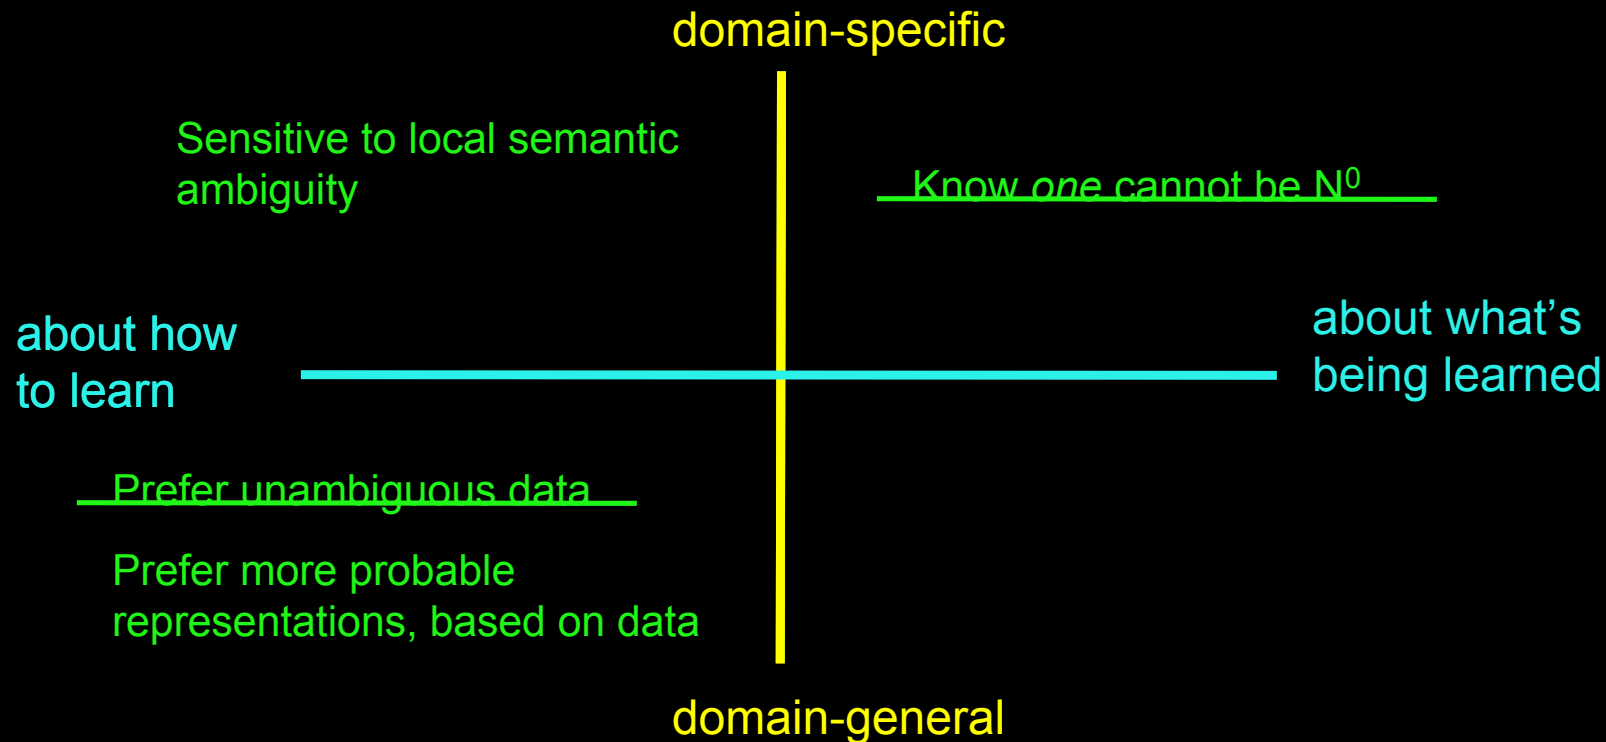 domain-specific
Sensitive to local semantic
ambiguity
Know one cannot be N⁰
about how
to learn
about what's
being learned
Prefer unambiguous data
Prefer more probable
representations, based on data
domain-general